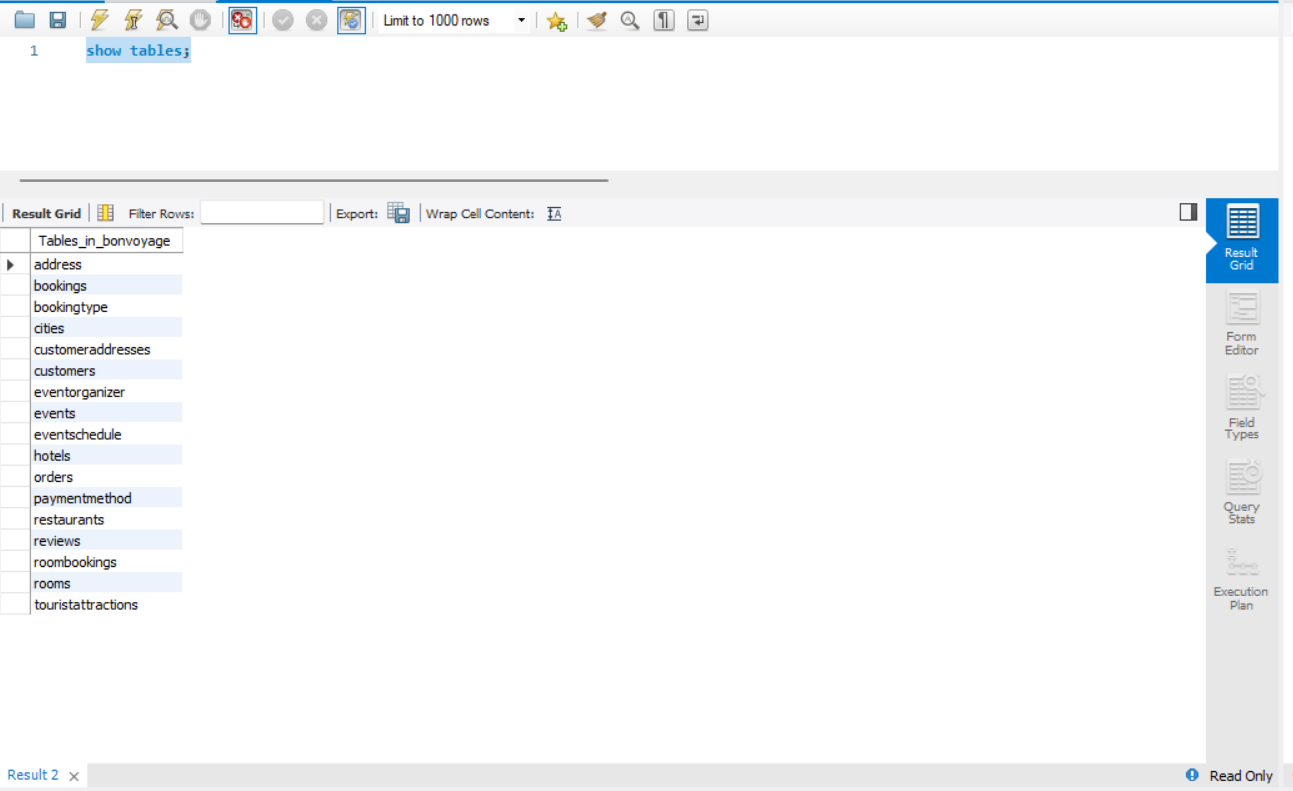 Limit to 1000 rows
1 show tables;
Result Grid Filter Rows: Export: Wrap Cell Content:
Tables_in_bonvoyage
address
bookings
bookingtype
cities
customeraddresses
customers
eventorganizer
events
eventschedule
hotels
orders
paymentmethod
restaurants
reviews
roombookings
rooms
touristattractions
Result
Grid
Form
Editor
Field
Types
Query
Stats
Execution
Plan
Result 2
Read Only